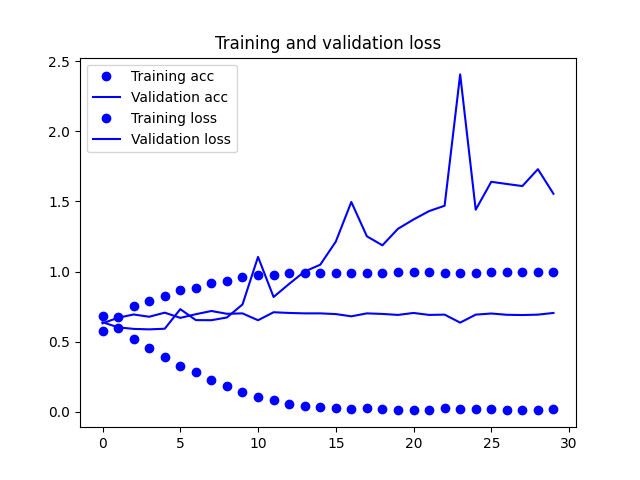 Training and validation loss
Training acc
Validation acc
Training loss
Validation loss
2.5
2.0
1.5
1.0
0.5
0.0
0 5 10 15 20 25 30